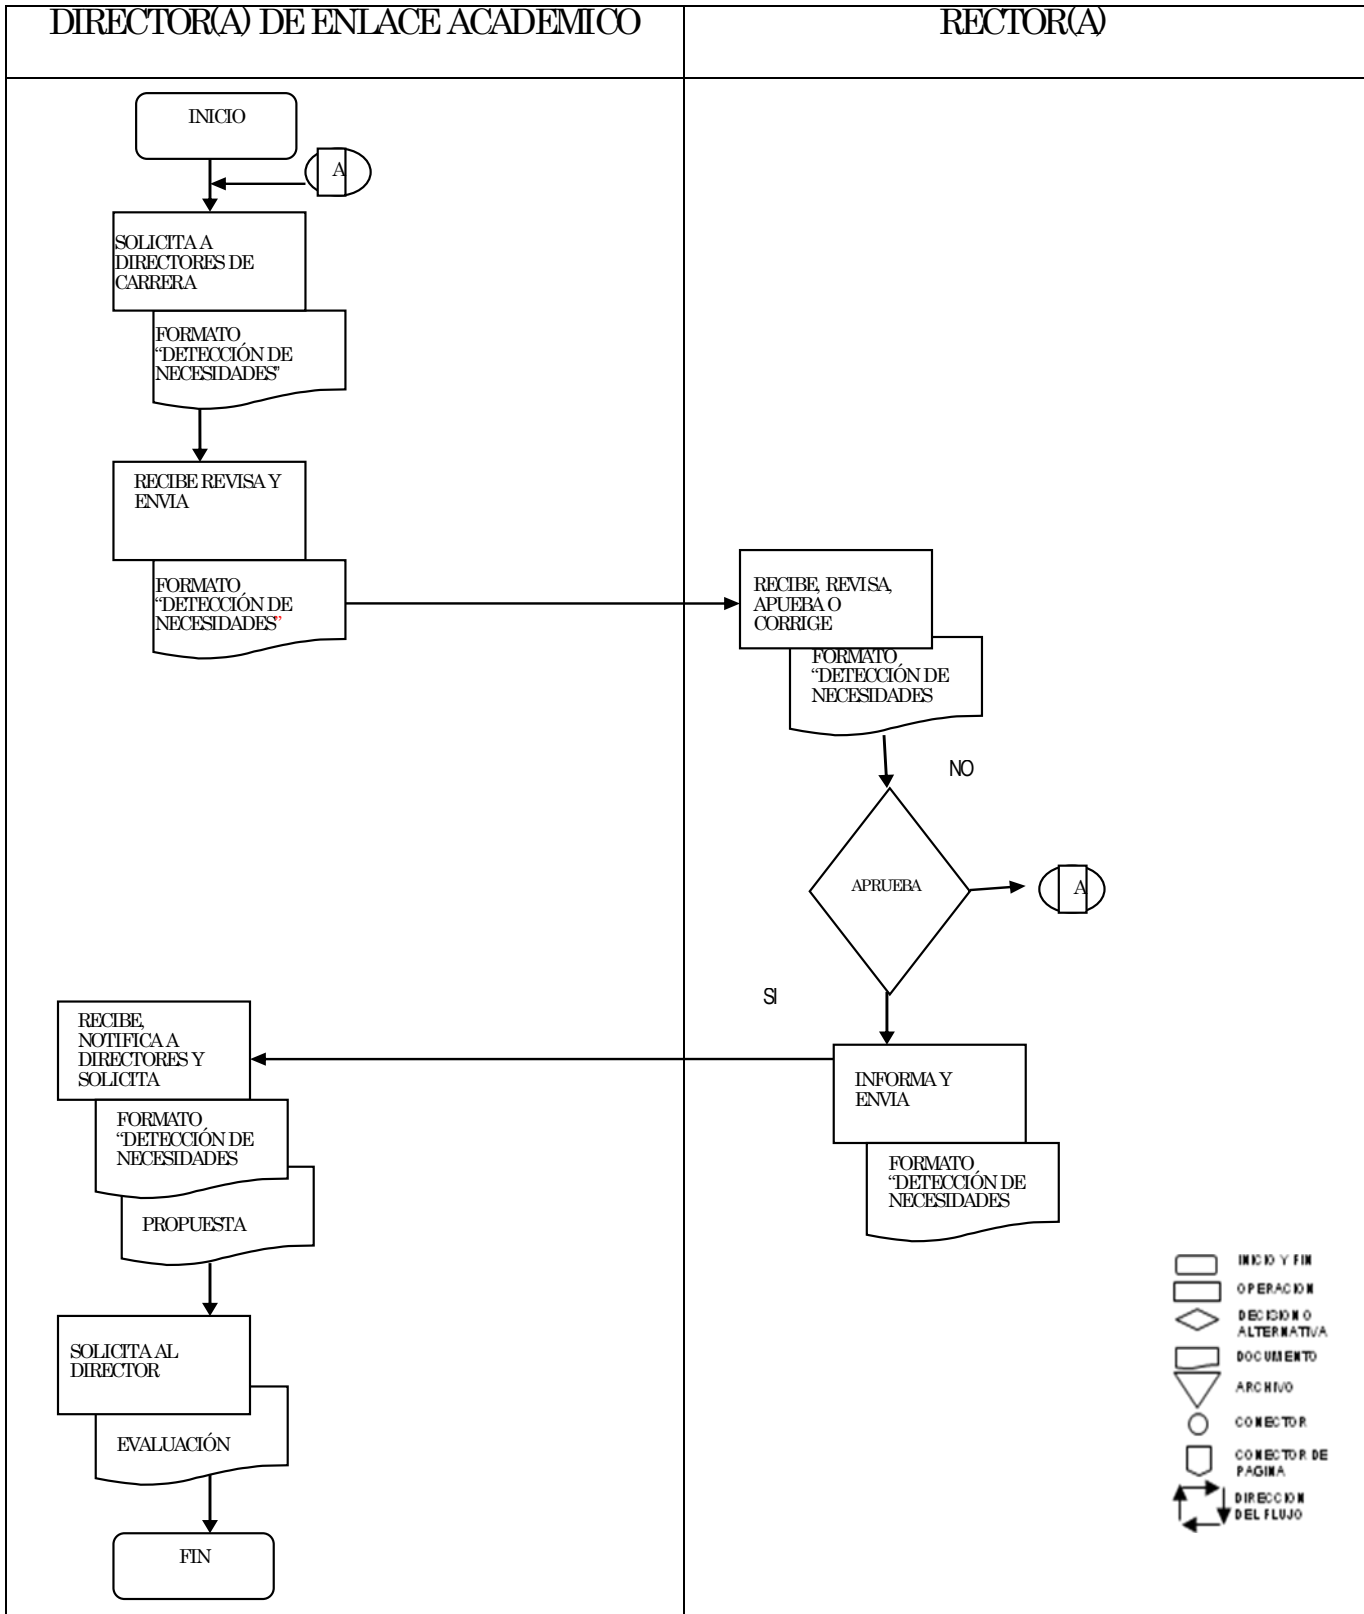 DIRECTOR(A) DE ENLACE ACADEMICO
RECTOR(A)
INICIO
A
SOLICITA A
DIRECTORES DE
CARRERA
FORMATO
“DETECCIÓN DE
NECESIDADES”
RECIBE REVISA Y
ENVIA
FORMATO
“DETECCIÓN DE
NECESIDADES”
RECIBE, REVISA,
APUEBA O
CORRIGE
FORMATO
“DETECCIÓN DE
NECESIDADES
NO
APRUEBA
A
SI
RECIBE,
NOTIFICA A
DIRECTORES Y
SOLICITA
FORMATO
“DETECCIÓN DE
NECESIDADES
PROPUESTA
INFORMA Y
ENVIA
FORMATO
“DETECCIÓN DE
NECESIDADES
SOLICITA AL
DIRECTOR
EVALUACIÓN
FIN
INICIO Y FIN
OPERACION
DECISION O
ALTERNATIVA
DOCUMENTO
ARCHIVO
CONECTOR
CONECTOR DE
PAGINA
DIRECCION
DEL FLUJO